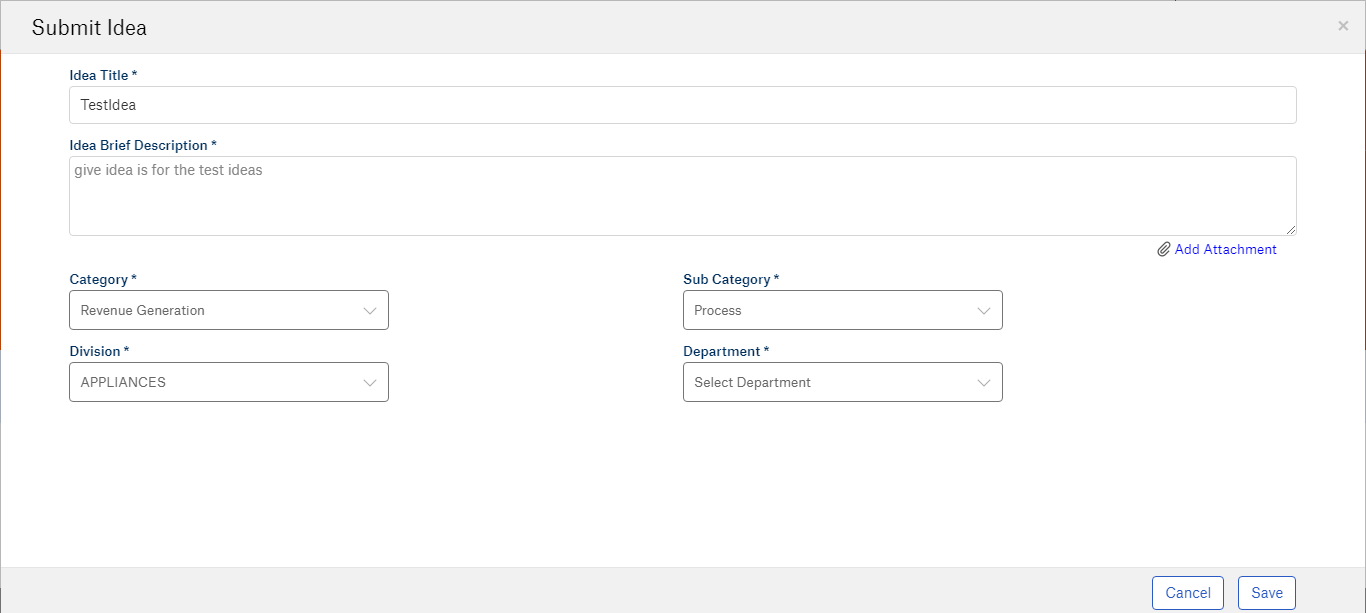 Submit Idea
×
Idea Title *
TestIdea
Idea Brief Description *
give idea is for the test ideas
Add Attachment
Category * Sub Category *
Revenue Generation Process
Division * Department *
APPLIANCES Select Department
Cancel Save